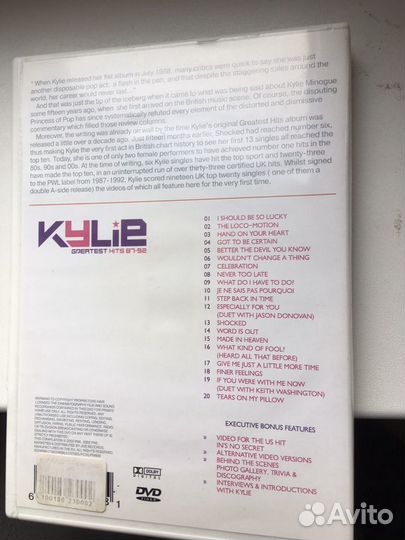 " When Kylie released her 1st album in July 1988, many critics were quick to say she was just
another disposable pop act, a flash in the pan, and that despite the staggering sales around the
world, her career would never last..."
And that was just the tip of the iceberg when it came to what was being said about Kylie Minogue
some fifteen years ago, when she first arrived on the British music scene. Of course, the disputing
Princess of Pop has since systematically refuted every element of the distorted and dismissive
commentary which filled those review columns.
Moreover, the writing was already on wall by the time Kylie's original Greatest Hits album was
released a little over a decade ago. Just fifteen months earlier, Shocked had reached number six,
thus making Kylie the very first act in British chart history to see her first 13 singles all reached the
top ten. Today, she is one of only two female performers to have achieved number one hits in the
80s, 90s and 00s. At the time of writing, six Kylie singles have hit the top sport and twenty-three
have made the top ten, in an uninterrupted run of over thirty-three certified UK hits. Whilst signed
to the PWL label from 1987-1992, Kylie scored nineteen UK top twenty singles ( one of them a
double A-side release) the videos of which all feature here for the very first time.
KYLIE
GREATEST HITS 87-92
01 I SHOULD BE SO LUCKY
02 THE LOCO-MOTION
03 HAND ON YOUR HEART
04 GOT TO BE CERTAIN
05 BETTER THE DEVIL YOU KNOW
06 WOULDN'T CHANGE A THING
07 CELEBRATION
08 NEVER TOO LATE
09 WHAT DO I HAVE TO DO?
10 JE NE SAIS PAS POURQUOI
11 STEP BACK IN TIME
12 ESPECIALLY FOR YOU
(DUET WITH JASON DONOVAN)
13 SHOCKED
14 WORD IS OUT
15 MADE IN HEAVEN
16 WHAT KIND OF FOOL?
(HEARD ALL THAT BEFORE)
17 GIVE ME JUST A LITTLE MORE TIME
18 FINER FEELINGS
19 IF YOU WERE WITH ME NOW
(DUET WITH KEITH WASHINGTON)
20 TEARS ON MY PILLOW
EXECUTIVE BONUS FEATURES
» VIDEO FOR THE US HIT
IN'S NO SECRET
» ALTERNATIVE VIDEO VERSIONS
» BEHIND THE SCENES
PHOTO GALLERY, TRIVIA &
DISCOGRAPHY
» INTERVIEWS & INTRODUCTIONS
WITH KYLIE
DOLBY
DIGITAL
DVD
VIDEO
6
1
Avito